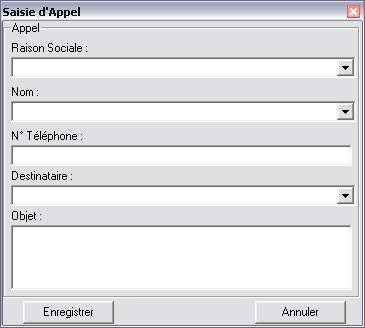 Saisie d'Appel
Appel
Raison Sociale :
Nom :
N° Téléphone :
Destinataire :
Objet :
Enregistrer
Annuler